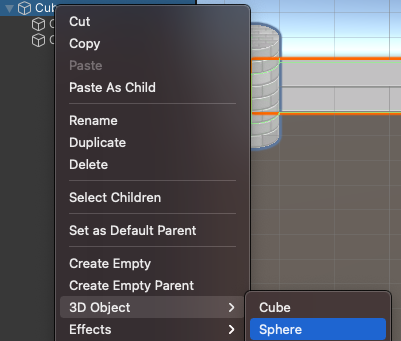 Cub
Cut
Copy
Paste
Paste As Child
Rename
Duplicate
Delete
Select Children
Set as Default Parent
Create Empty
Create Empty Parent
3D Object
Cube
Effects
Sphere